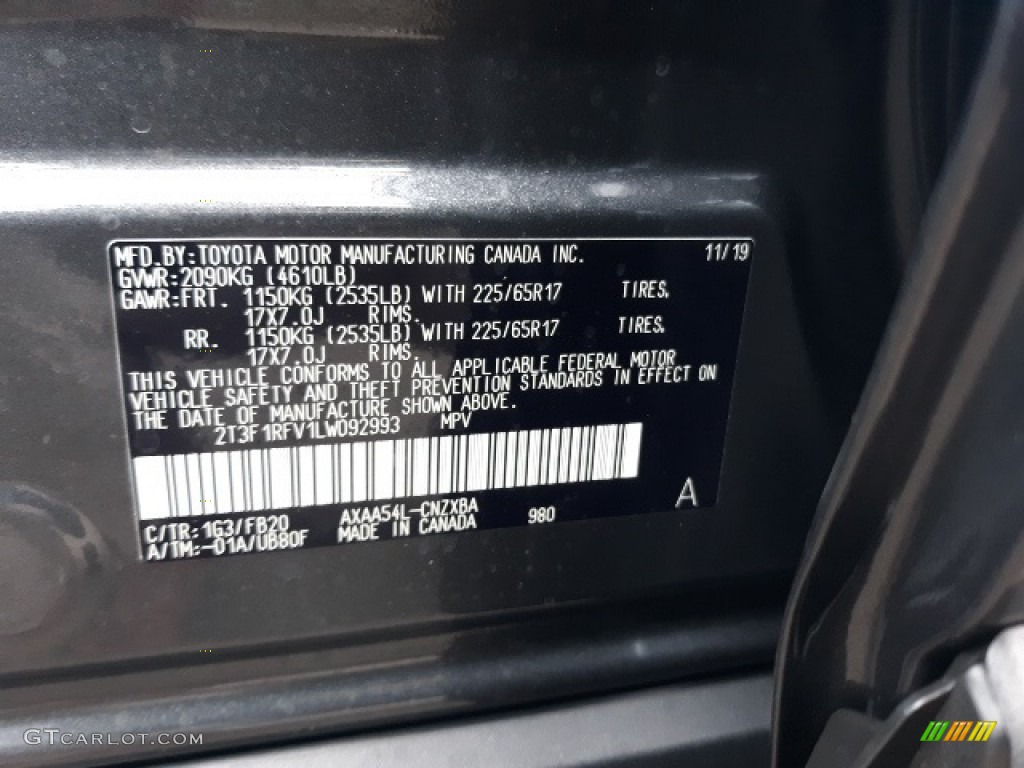 MFD.BY:TOYOTA MOTOR MANUFACTURING CANADA INC. 11/19
GVWR:2090KG (4610LB)
GAWR:FRT. 1150KG (2535LB) WITH 225/65R17 TIRES.
17X7.0J RIMS.
RR. 1150KG (2535LB) WITH 225/65R17 TIRES.
17X7.0J RIMS.
THIS VEHICLE CONFORMS TO ALL APPLICABLE FEDERAL MOTOR
VEHICLE SAFETY AND THEFT PREVENTION STANDARDS IN EFFECT ON
THE DATE OF MANUFACTURE SHOWN ABOVE.
2T3F1RFV1LW092993 MPV
A
C/TR:1G3/FB20 AXAA54L-CNZXBA 980
A/TM:-01A/UB80F MADE IN CANADA
GTCARLOT.COM